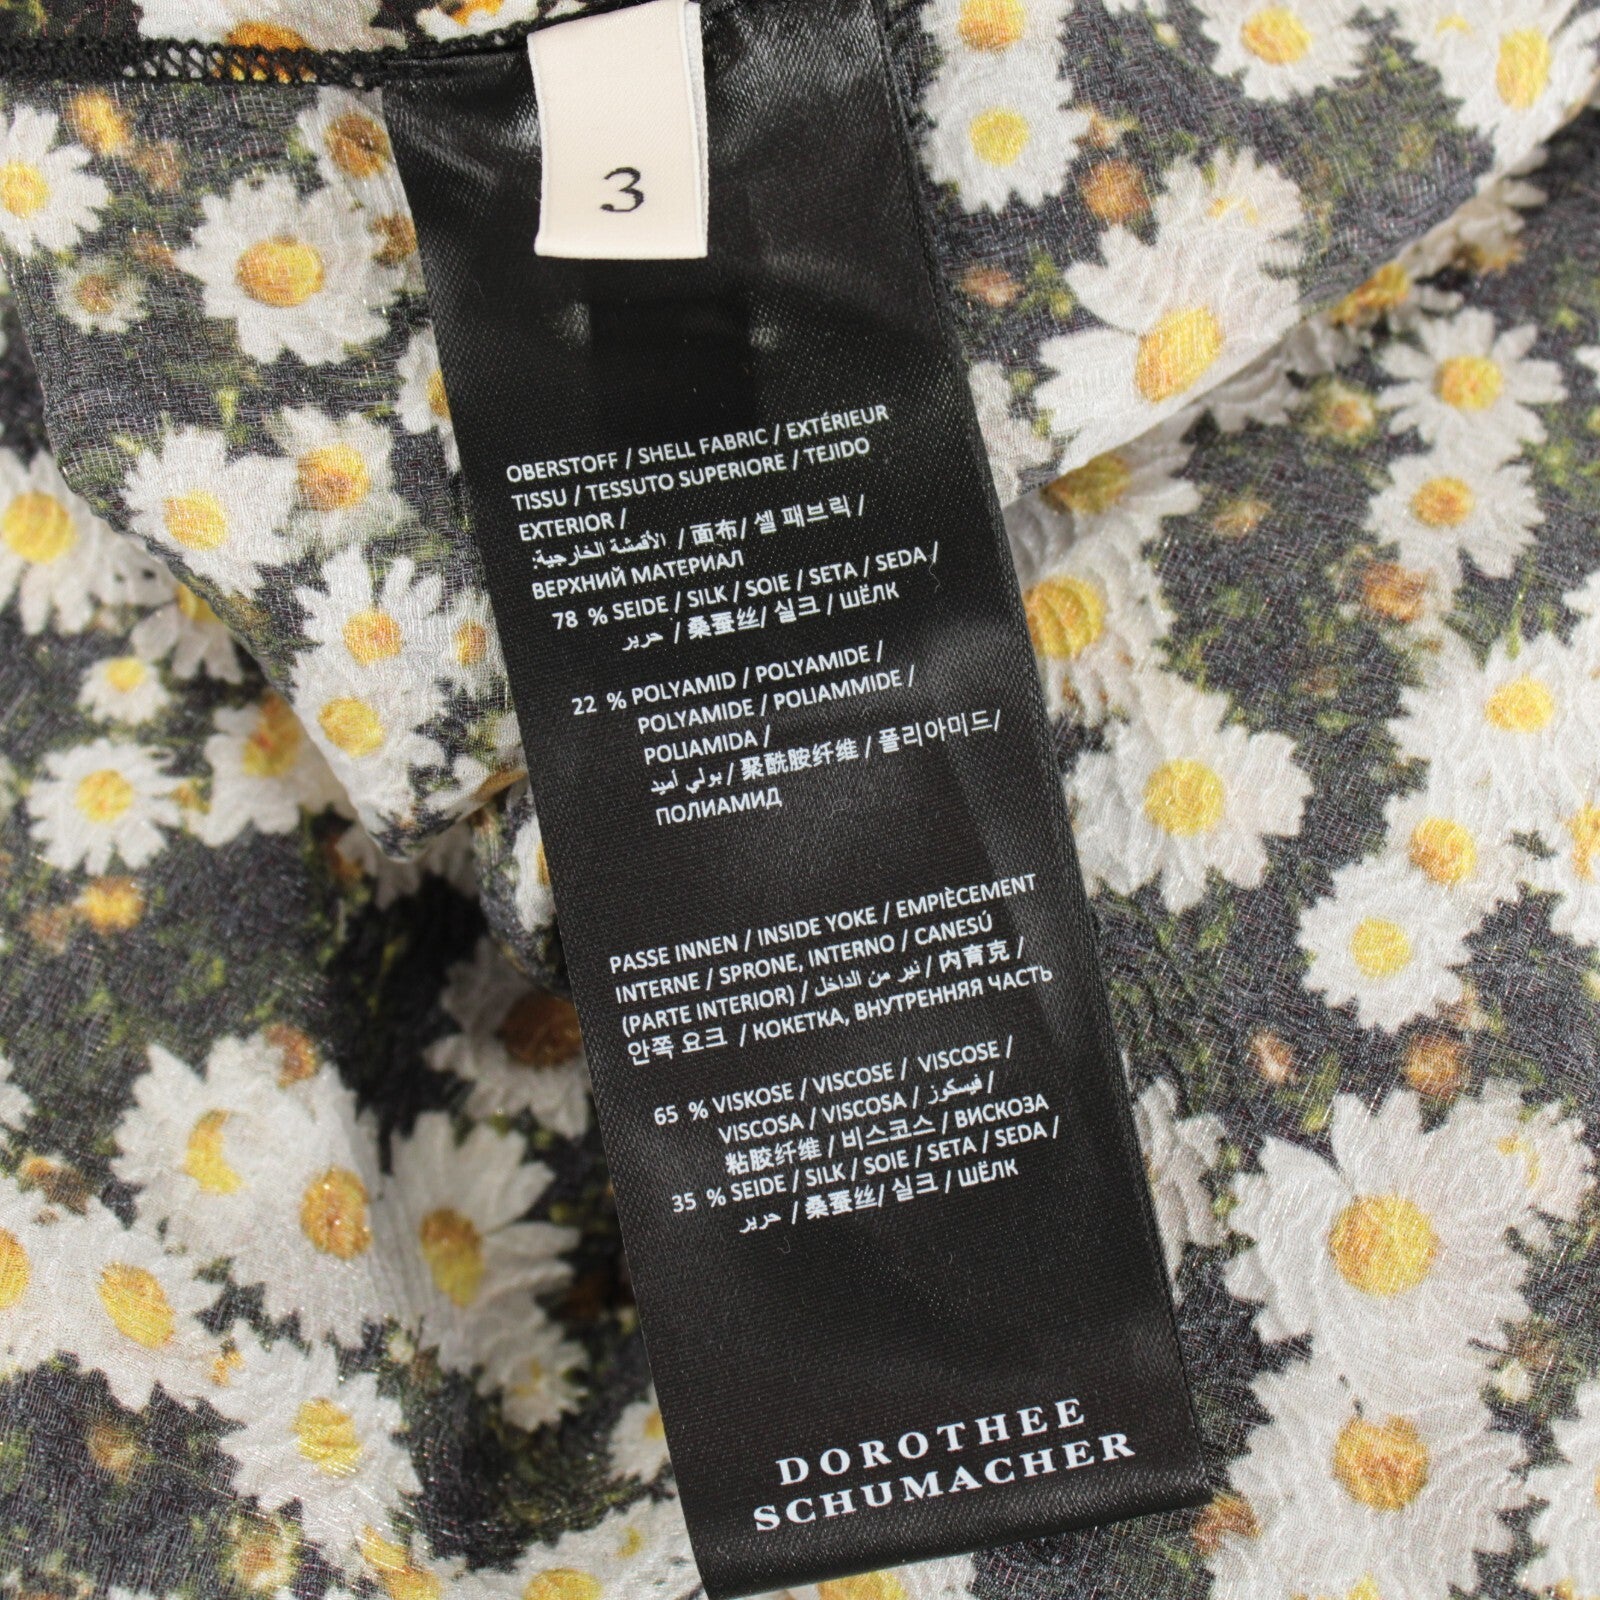 3
OBERSTOFF / SHELL FABRIC / EXTÉRIEUR
TISSU / TESSUTO SUPERIORE / TEJIDO
EXTERIOR /
الأقمشة الخارجية: / 面布/ 셸 패브릭 /
ВЕРХНИЙ МАТЕРИАЛ
78 % SEIDE / SILK / SOIE / SETA / SEDA /
حرير / 桑蚕丝/ 실크 / ШЁЛК
22 % POLYAMID / POLYAMIDE /
POLYAMIDE / POLIAMMIDE /
POLIAMIDA /
بولي أميد / 聚酰胺纤维 / 폴리아미드/
ПОЛИАМИД
PASSE INNEN / INSIDE YOKE / EMPIÈCEMENT
INTERNE / SPRONE, INTERNO / CANESÚ
(PARTE INTERIOR) / نير من الداخل / 内育克 /
안쪽 요크 / КОКЕТКА, ВНУТРЕННЯЯ ЧАСТЬ
65 % VISKOSE / VISCOSE / VISCOSE /
VISCOSA / VISCOSA / فيسكوز /
粘胶纤维 / 비스코스 / ВИСКОЗА
35 % SEIDE / SILK / SOIE / SETA / SEDA /
حرير / 桑蚕丝/ 실크 / ШЁЛК
DOROTHEE
SCHUMACHER